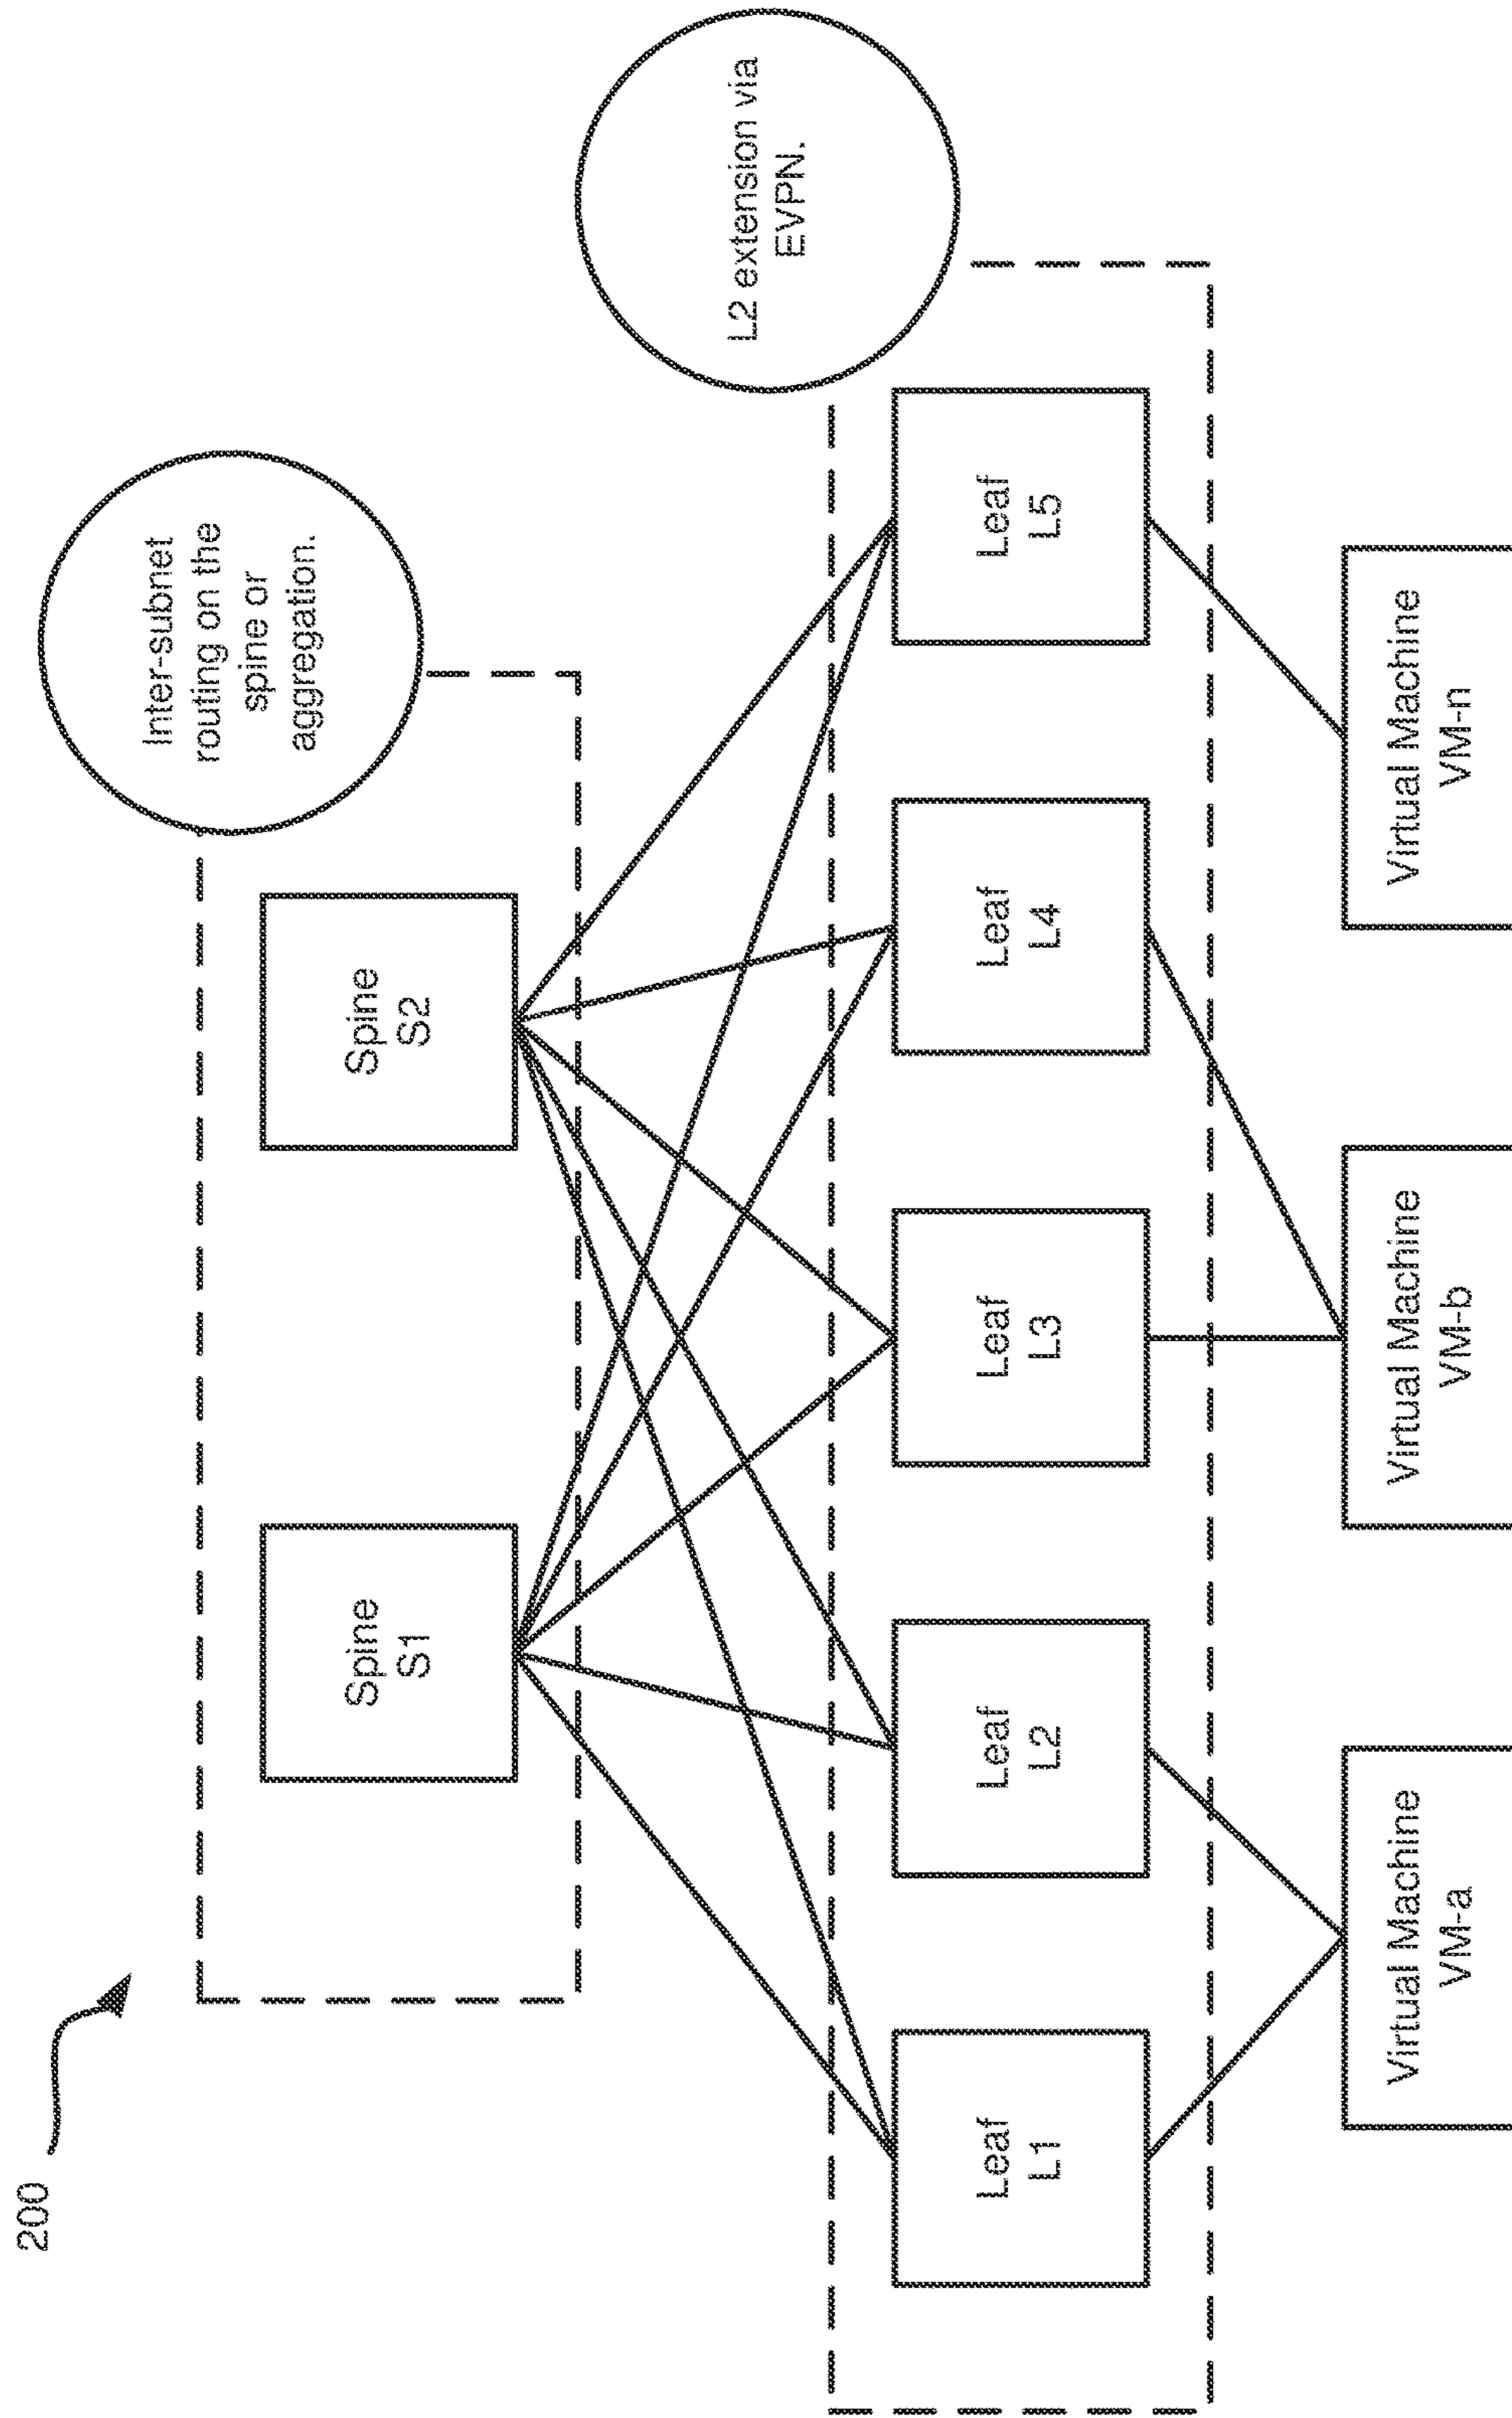 200
Inter-subnet
routing on the
spine or
aggregation.
Spine
S1
Spine
S2
L2 extension via
EVPN.
Leaf
L1
Leaf
L2
Leaf
L3
Leaf
L4
Leaf
L5
Virtual Machine
VM-a
Virtual Machine
VM-b
Virtual Machine
VM-n